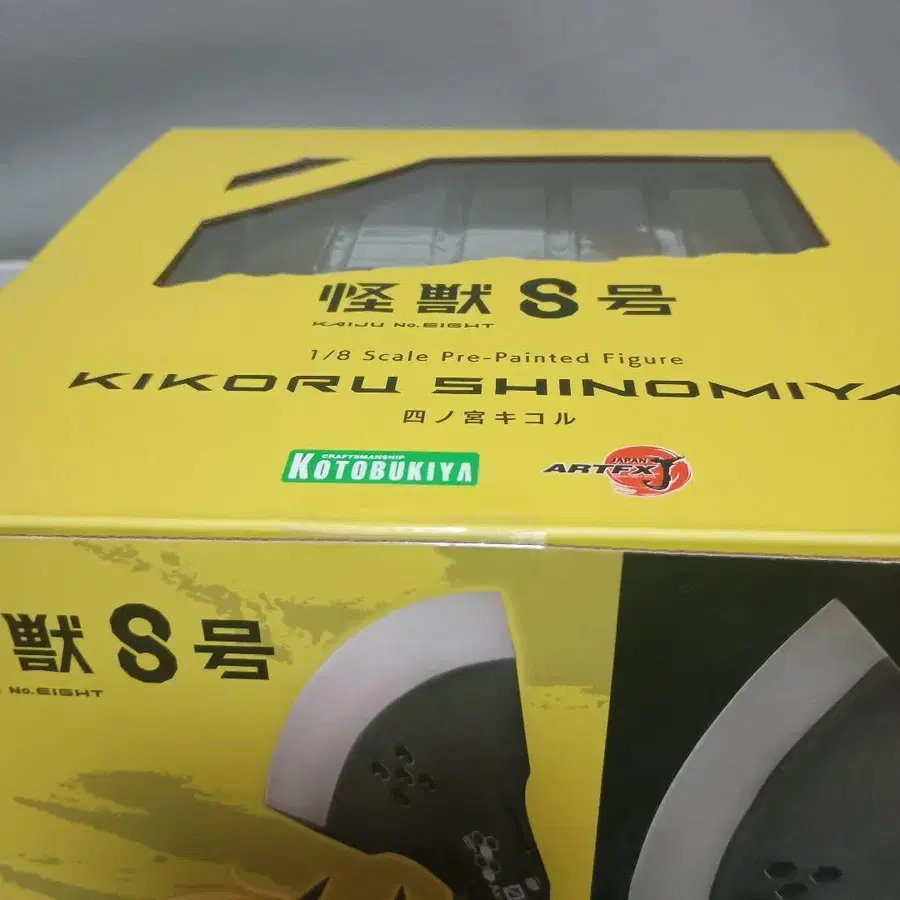 怪獣8号
KAIJU No.EIGHT
1/8 Scale Pre-Painted Figure
KIKORU SHINOMIYA
四ノ宮キコル
CRAFTSMANSHIP
KOTOBUKIYA
JAPAN
ARTFX J
獣8号
No.EIGHT